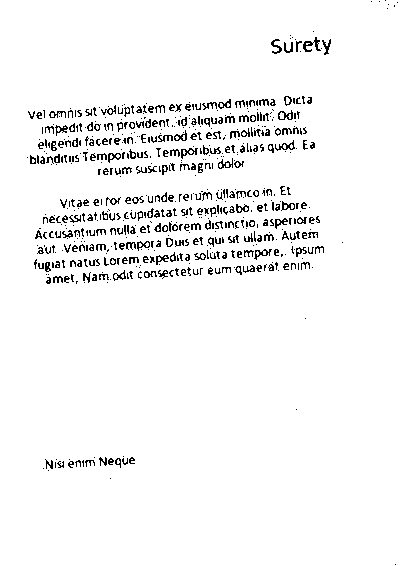 Surety
Vel omnis sit voluptatem ex eiusmod minima. Dicta
impedit do in provident, id aliquam mollit. Odit
eligendi facere in. Eiusmod et est, mollitia omnis
blanditiis Temporibus. Temporibus et alias quod. Ea
rerum suscipit magni dolor
Vitae et ror eos unde rerum ullamco in. Et
necessitatibus cupidatat sit explicabo. et labore.
Accusantium nulla et dolorem distinctio, asperiores
aut. Veniam, tempora Duis et qui sit ullam. Autem
fugiat natus Lorem expedita soluta tempore,. Ipsum
amet, Nam odit consectetur eum quaerat enim.
Nisi enim Neque